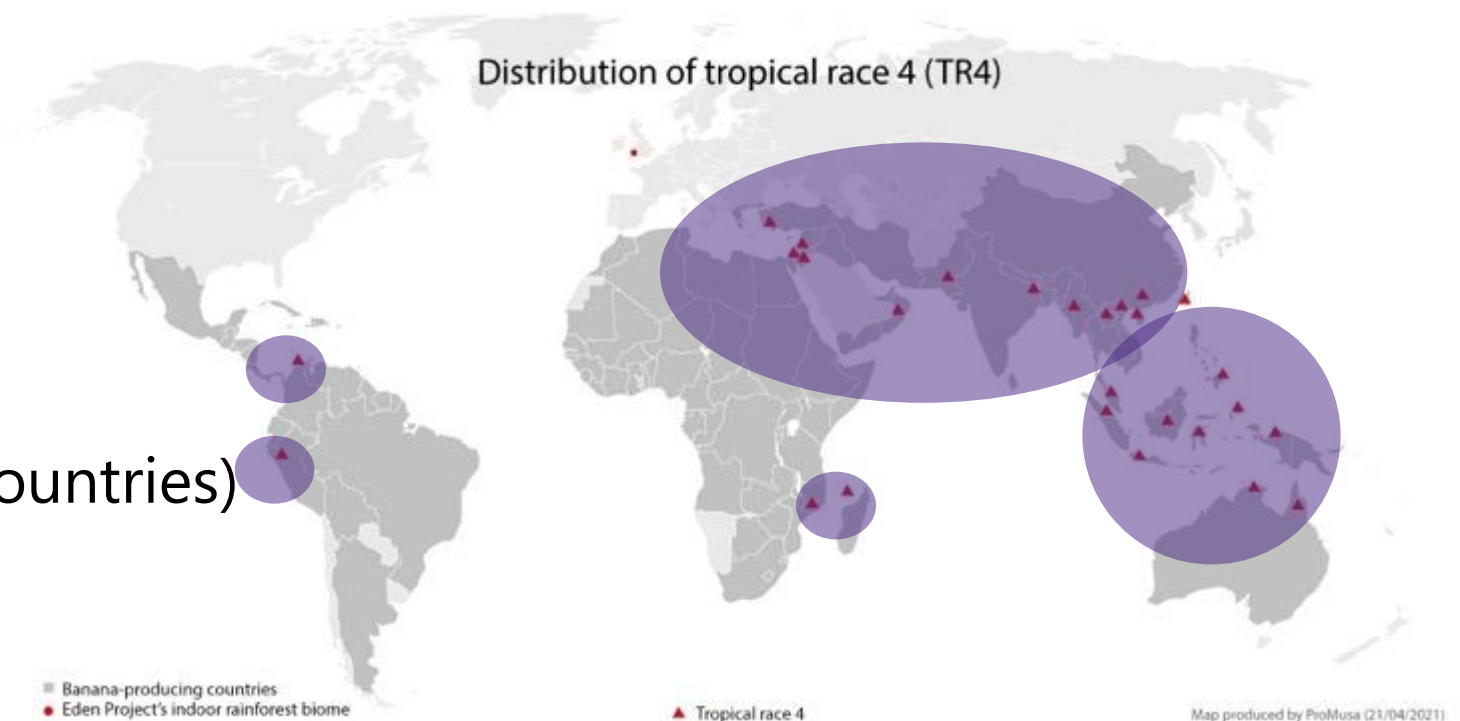 Distribution of tropical race 4 (TR4)
ountries)
Banana-producing countries
Eden Project's indoor rainforest biome
Tropical race 4
Map produced by ProMusa (21/04/2021)